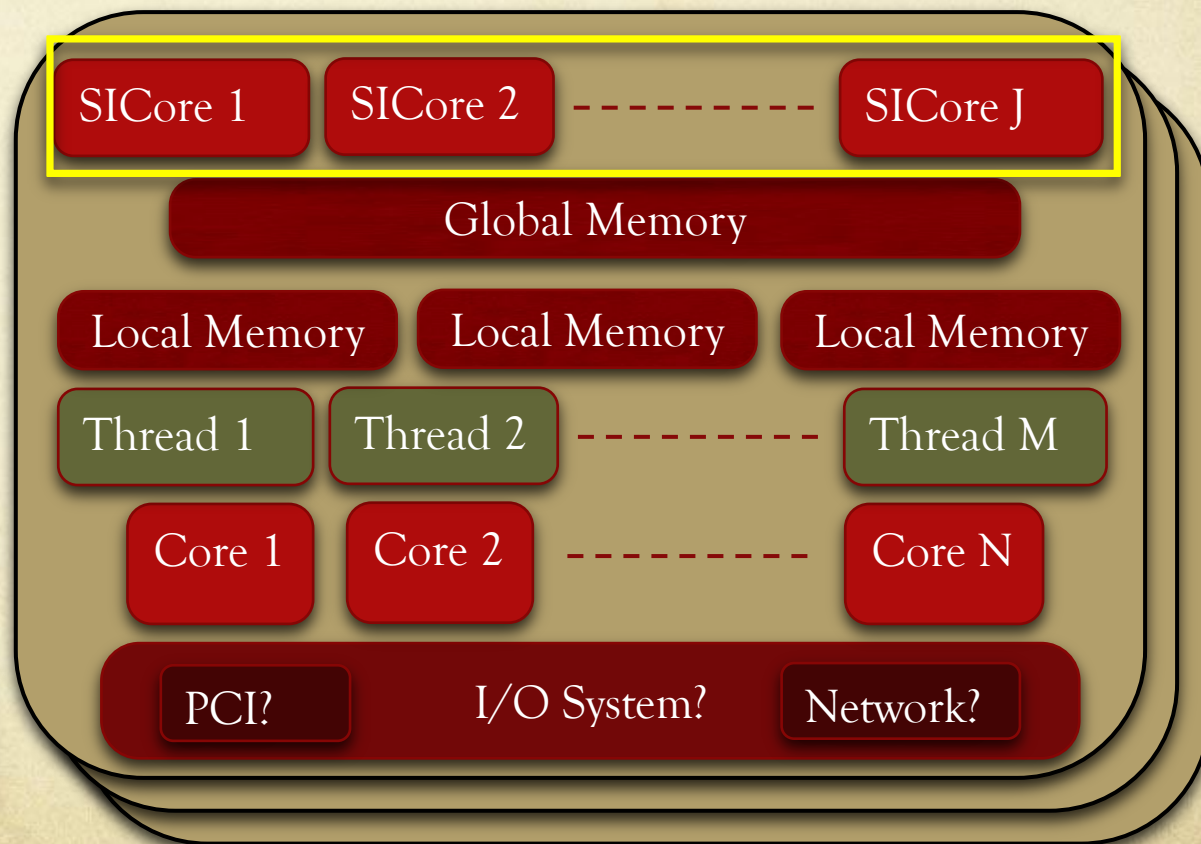 SICore 1
SICore 2
SICore J
Global Memory
Local Memory
Local Memory
Local Memory
Thread 1
Thread 2
Thread M
Core 1
Core 2
Core N
PCI?
I/O System?
Network?